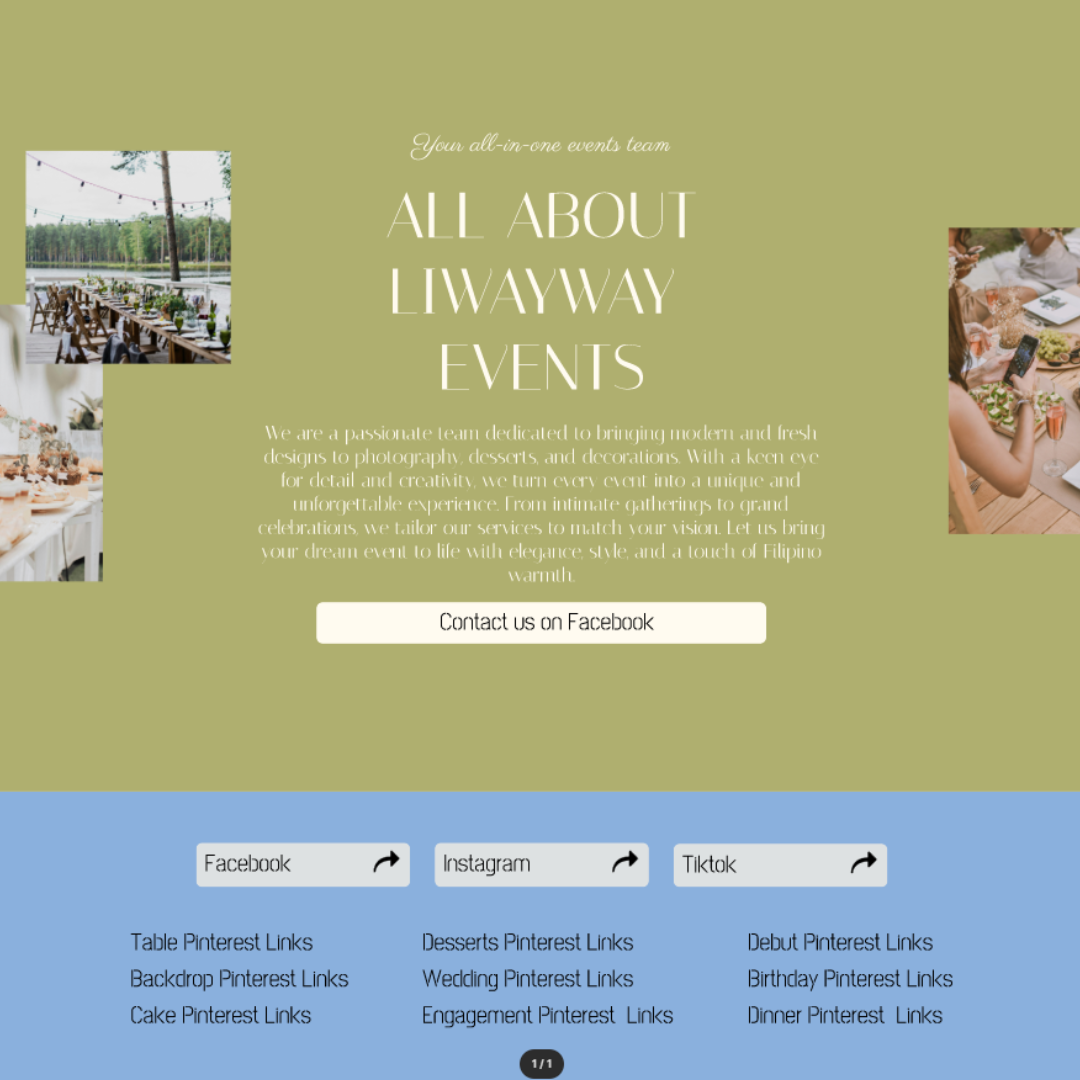 Your all-in-one events team
ALL ABOUT
LIWAYWAY
EVENTS
We are a passionate team dedicated to bringing modern and fresh
designs to photography, desserts, and decorations. With a keen eye
for detail and creativity, we turn every event into a unique and
unforgettable experience. From intimate gatherings to grand
celebrations, we tailor our services to match your vision. Let us bring
your dream event to life with elegance, style, and a touch of Filipino
warmth.
Contact us on Facebook
Facebook
Instagram
Tiktok
Table Pinterest Links
Backdrop Pinterest Links
Cake Pinterest Links
Desserts Pinterest Links
Wedding Pinterest Links
Engagement Pinterest  Links
Debut Pinterest Links
Birthday Pinterest Links
Dinner Pinterest  Links
1/1